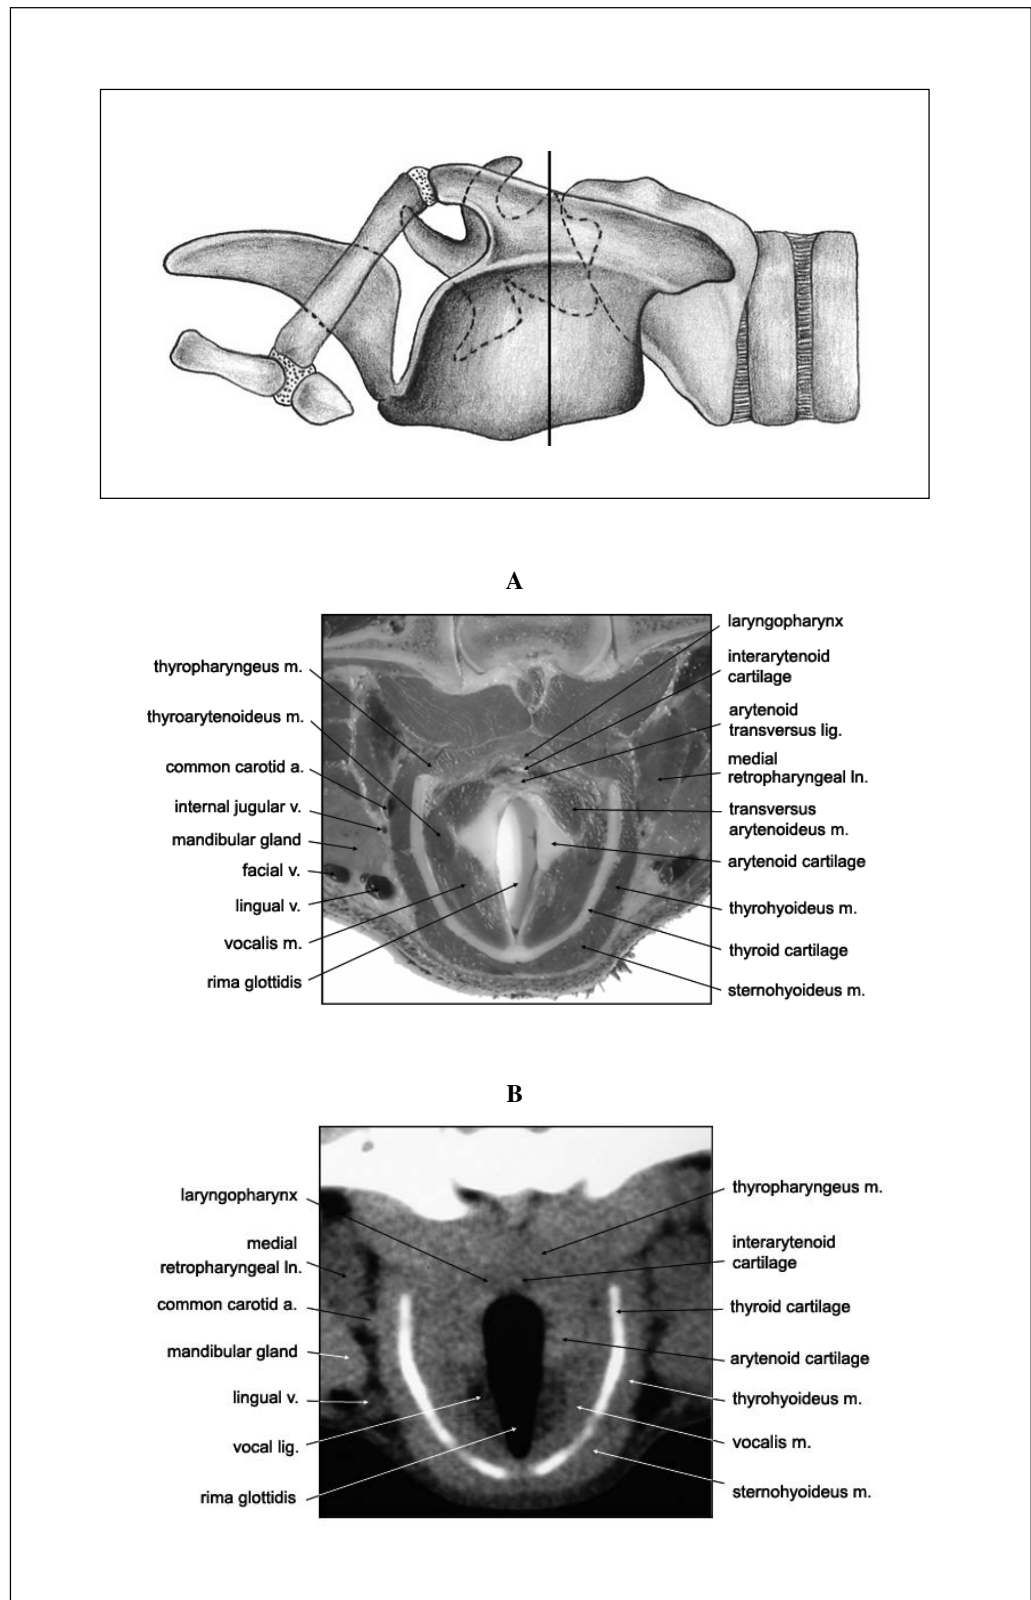 A
thyropharyngeus m.
thyroarytenoideus m.
common carotid a.
internal jugular v.
mandibular gland
facial v.
lingual v.
vocalis m.
rima glottidis
laryngopharynx
interarytenoid
cartilage
arytenoid
transversus lig.
medial
retropharyngeal ln.
transversus
arytenoideus m.
arytenoid cartilage
thyrohyoideus m.
thyroid cartilage
sternohyoideus m.
B
laryngopharynx
medial
retropharyngeal ln.
common carotid a.
mandibular gland
lingual v.
vocal lig.
rima glottidis
thyropharyngeus m.
interarytenoid
cartilage
thyroid cartilage
arytenoid cartilage
thyrohyoideus m.
vocalis m.
sternohyoideus m.